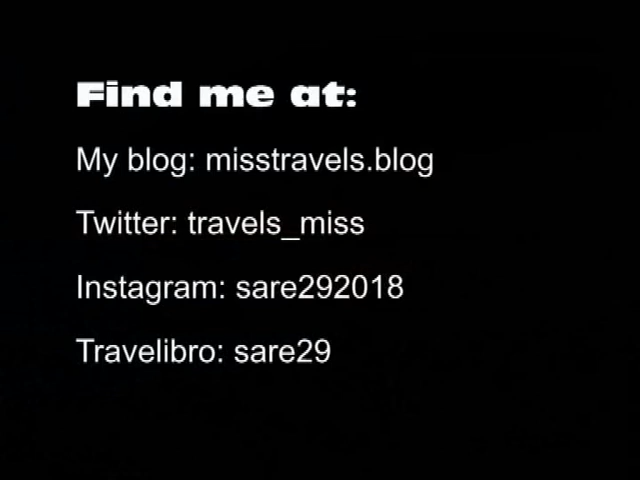 Find me at:
My blog: misstravels.blog
Twitter: travels_miss
Instagram: sare292018
Travelibro: sare29